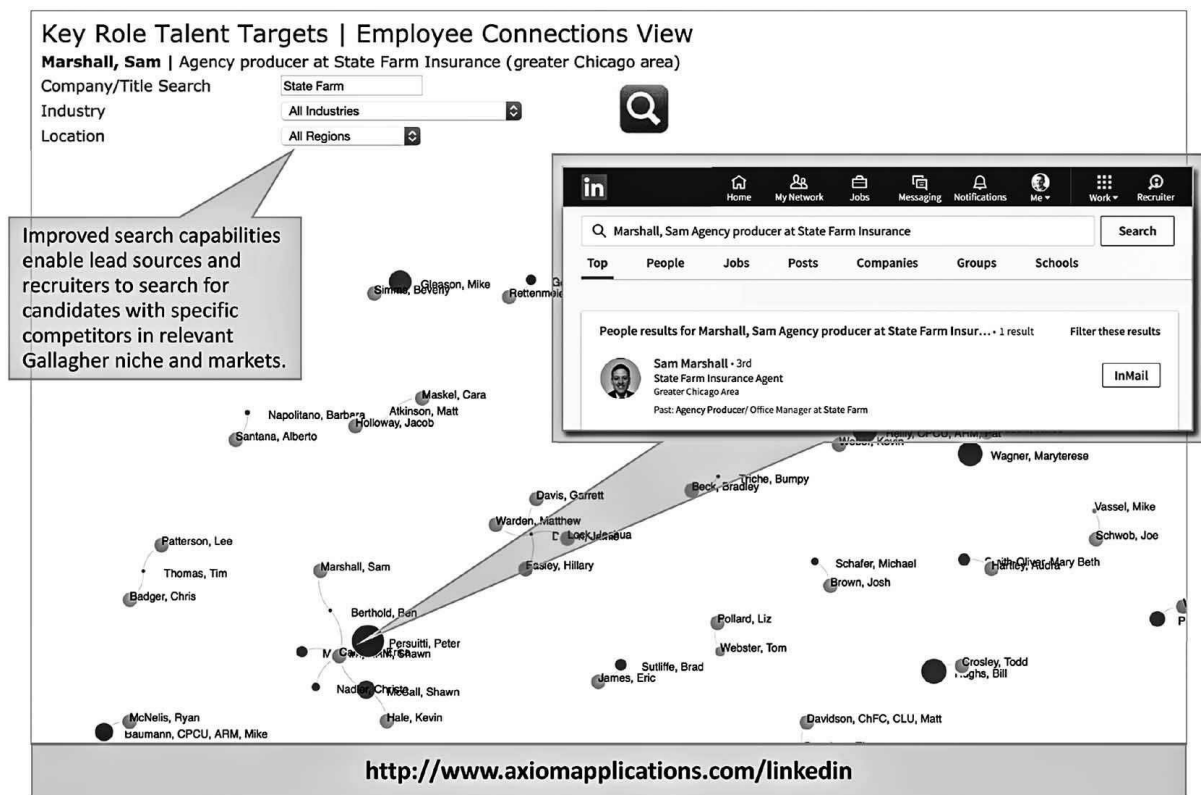 Key Role Talent Targets | Employee Connections View
Marshall, Sam | Agency producer at State Farm Insurance (greater Chicago area)
Company/Title Search State Farm
Industry All Industries
Location All Regions
Improved search capabilities
enable lead sources and
recruiters to search for
candidates with specific
competitors in relevant
Gallagher niche and markets.
in
Home My Network Jobs Messaging Notifications Me Work Recruiter
Marshall, Sam Agency producer at State Farm Insurance Search
Top People Jobs Posts Companies Groups Schools
People results for Marshall, Sam Agency producer at State Farm Insur... • 1 result Filter these results
Sam Marshall • 3rd
State Farm Insurance Agent
Greater Chicago Area
Past: Agency Producer/ Office Manager at State Farm
InMail
Gleason, Mike
Simms, Beverly
Maskel, Cara
Atkinson, Matt
Napolitano, Barbara
Holloway, Jacob
Santana, Alberto
Wagner, Maryterese
Triche, Bumpy
Beck, Bradley
Davis, Garrett
Vassel, Mike
Warden, Matthew
Lock, Joshua
Schwob, Joe
Patterson, Lee
Schafer, Michael
Smith-Oliver, Mary Beth
Marshall, Sam
Easley, Hillary
Thomas, Tim
Brown, Josh
Badger, Chris
Berthold, Ben
Pollard, Liz
Persuitti, Peter
Webster, Tom
Crosley, Todd
Sutliffe, Brad
James, Eric
McCall, Shawn
McNelis, Ryan
Hale, Kevin
Davidson, ChFC, CLU, Matt
Baumann, CPCU, ARM, Mike
http://www.axiomapplications.com/linkedin